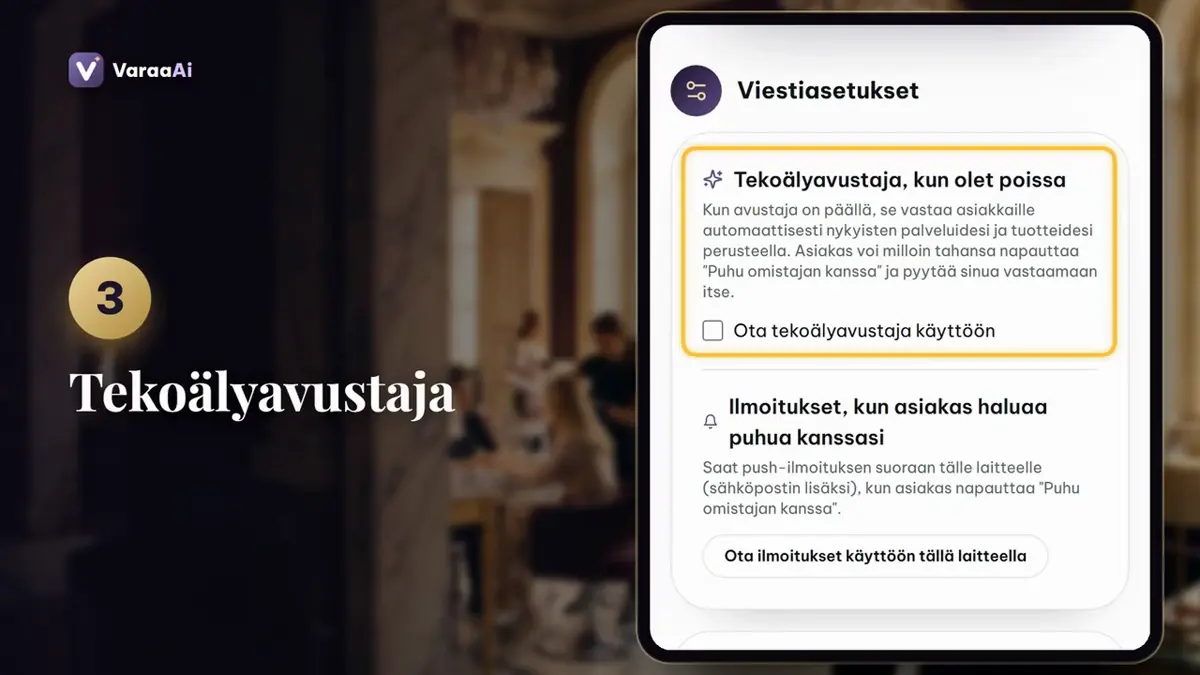 VaraaAi
3
Tekoälyavustaja
Viestiasetukset
Tekoälyavustaja, kun olet poissa
Kun avustaja on päällä, se vastaa asiakkaille
automaattisesti nykyisten palveluidesi ja tuotteidesi
perusteella. Asiakas voi milloin tahansa napauttaa
"Puhu omistajan kanssa" ja pyytää sinua vastaamaan
itse.
Ota tekoälyavustaja käyttöön
Ilmoitukset, kun asiakas haluaa
puhua kanssasi
Saat push-ilmoituksen suoraan tälle laitteelle
(sähköpostin lisäksi), kun asiakas napauttaa "Puhu
omistajan kanssa".
Ota ilmoitukset käyttöön tällä laitteella